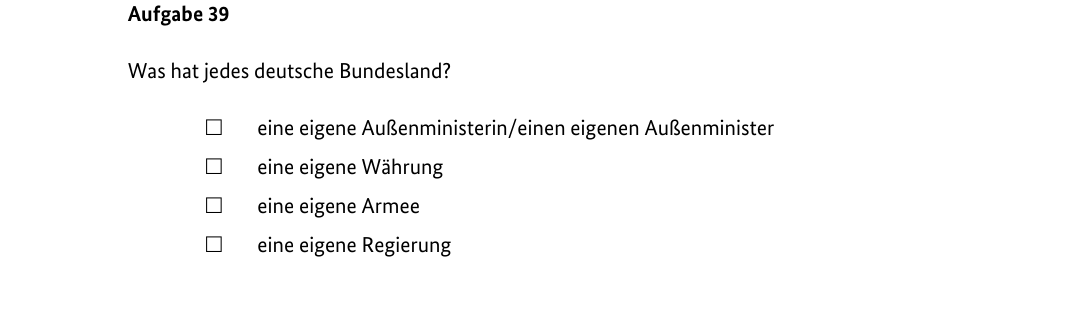 Aufgabe 39
Was hat jedes deutsche Bundesland?
☐ eine eigene Außenministerin/einen eigenen Außenminister
☐ eine eigene Währung
☐ eine eigene Armee
☐ eine eigene Regierung